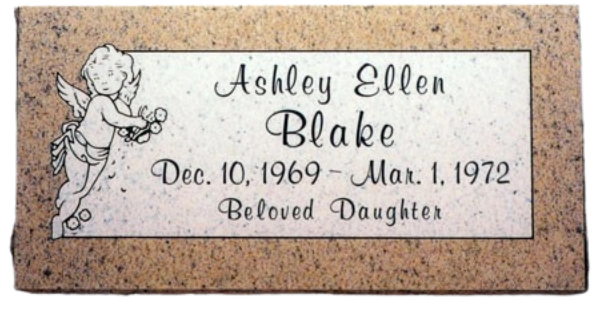 Ashley Ellen
Blake
Dec. 10, 1969 - Mar. 1, 1972
Beloved Daughter